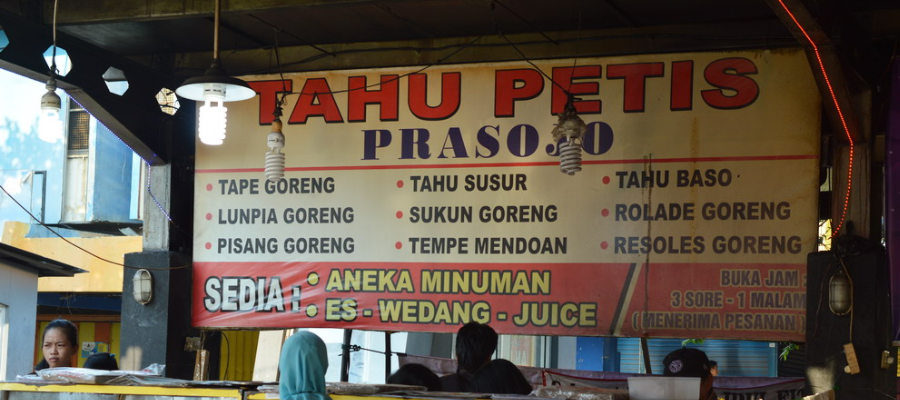 TAHU PETIS
PRASOJO
• TAPE GORENG • TAHU SUSUR • TAHU BASO
• LUNPIA GORENG • SUKUN GORENG • ROLADE GORENG
• PISANG GORENG • TEMPE MENDOAN • RESOLES GORENG
SEDIA : • ANEKA MINUMAN
• ES - WEDANG - JUICE
BUKA JAM :
3 SORE - 1 MALAM
( MENERIMA PESANAN )